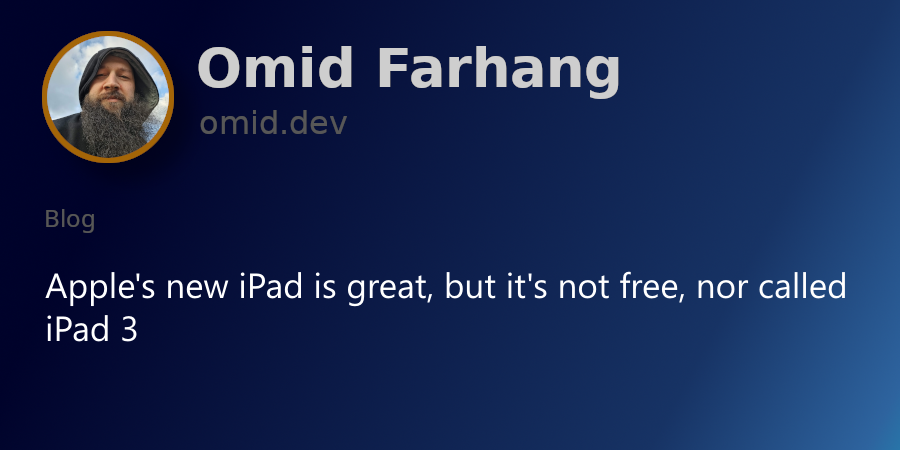 Omid Farhang
omid.dev
Blog
Apple's new iPad is great, but it's not free, nor called
iPad 3